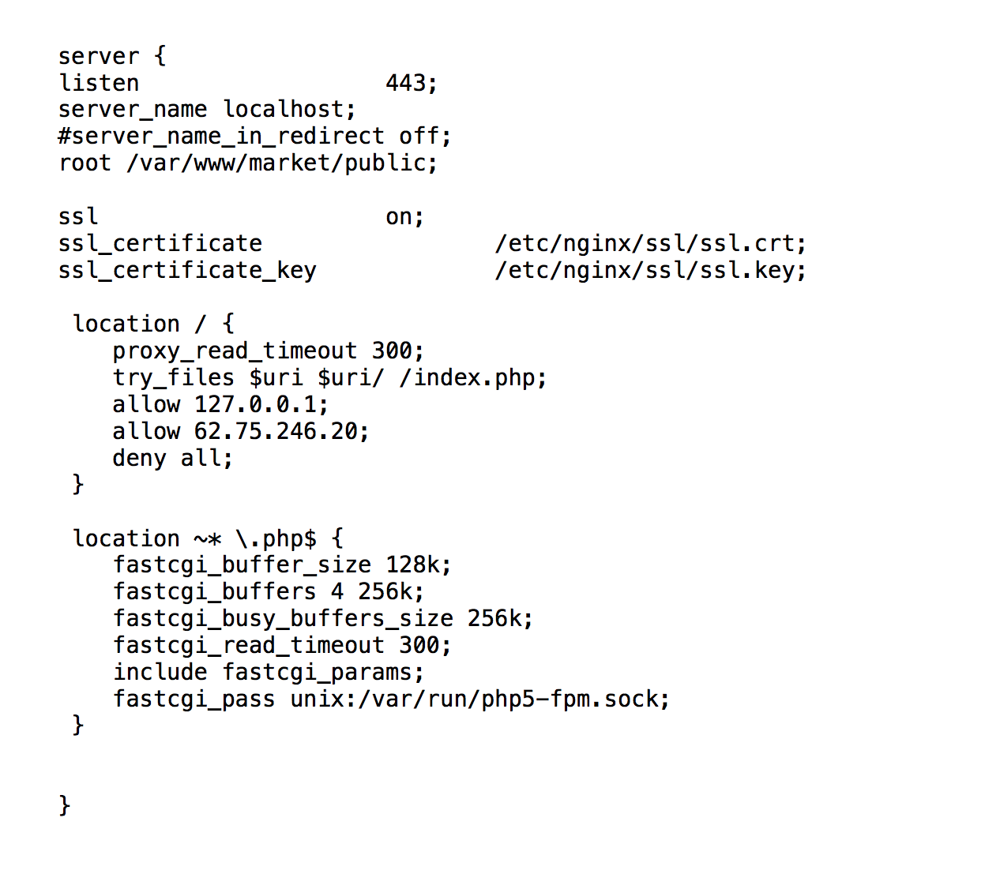 server {
listen                  443;
server_name localhost;
#server_name_in_redirect off;
root /var/www/market/public;

ssl                     on;
ssl_certificate                 /etc/nginx/ssl/ssl.crt;
ssl_certificate_key             /etc/nginx/ssl/ssl.key;

 location / {
    proxy_read_timeout 300;
    try_files $uri $uri/ /index.php;
    allow 127.0.0.1;
    allow 62.75.246.20;
    deny all;
 }

 location ~* \.php$ {
    fastcgi_buffer_size 128k;
    fastcgi_buffers 4 256k;
    fastcgi_busy_buffers_size 256k;
    fastcgi_read_timeout 300;
    include fastcgi_params;
    fastcgi_pass unix:/var/run/php5-fpm.sock;
 }


}